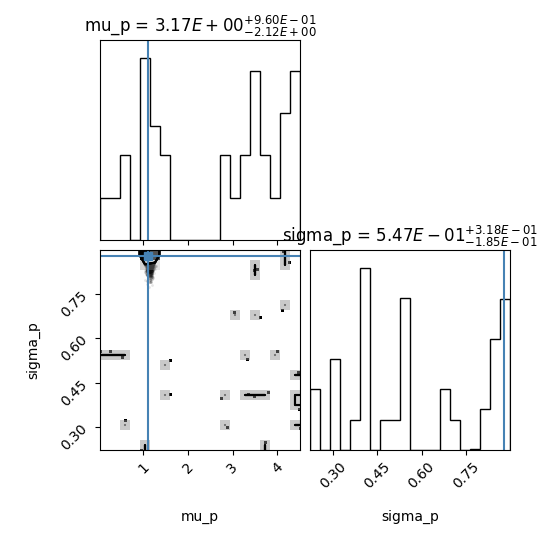 mu_p = 3.17E+00+9.60E−01−2.12E+00
sigma_p = 5.47E−01+3.18E−01−1.85E−01
sigma_p
0.75
0.60
0.45
0.30
1 2 3 4
0.30 0.45 0.60 0.75
mu_p
sigma_p